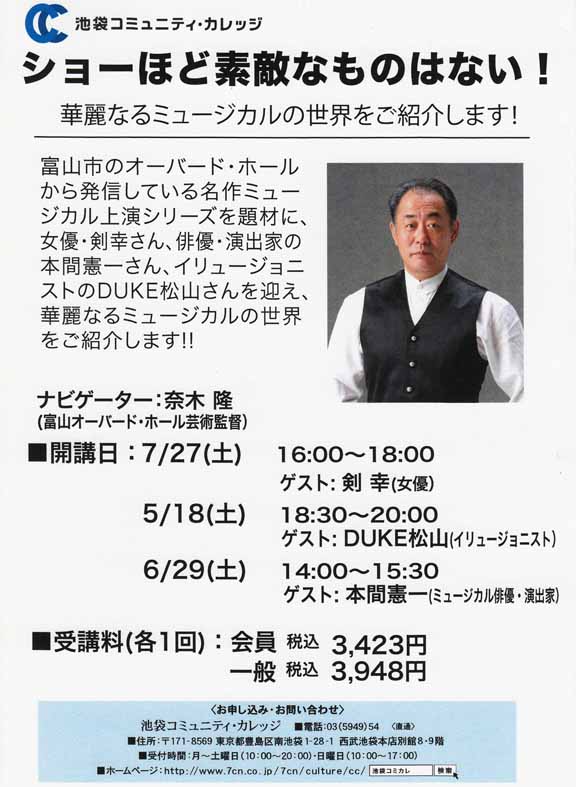 池袋コミュニティ・カレッジ
ショーほど素敵なものはない！
華麗なるミュージカルの世界をご紹介します！
富山市のオーバード・ホール
から発信している名作ミュー
ジカル上演シリーズを題材に、
女優・剣幸さん、俳優・演出家の
本間憲一さん、イリュージョニ
ストのDUKE松山さんを迎え、
華麗なるミュージカルの世界
をご紹介します!!
ナビゲーター：奈木 隆
(富山オーバード・ホール芸術監督)
■開講日：7/27(土) 16:00〜18:00
ゲスト: 剣 幸(女優)
5/18(土) 18:30〜20:00
ゲスト: DUKE松山(イリュージョニスト)
6/29(土) 14:00〜15:30
ゲスト: 本間憲一(ミュージカル俳優・演出家)
■受講料(各1回)：会員 税込 3,423円
一般 税込 3,948円
〈お申し込み・お問い合わせ〉
池袋コミュニティ・カレッジ ■電話:03(5949)54 〈直通〉
■住所:〒171-8569 東京都豊島区南池袋1-28-1 西武池袋本店別館8・9階
■受付時間:月〜土曜日(10:00〜20:00)・日曜日(10:00〜17:00)
■ホームページ:http://www.7cn.co.jp/7cn/culture/cc/ 池袋コミカレ 検索